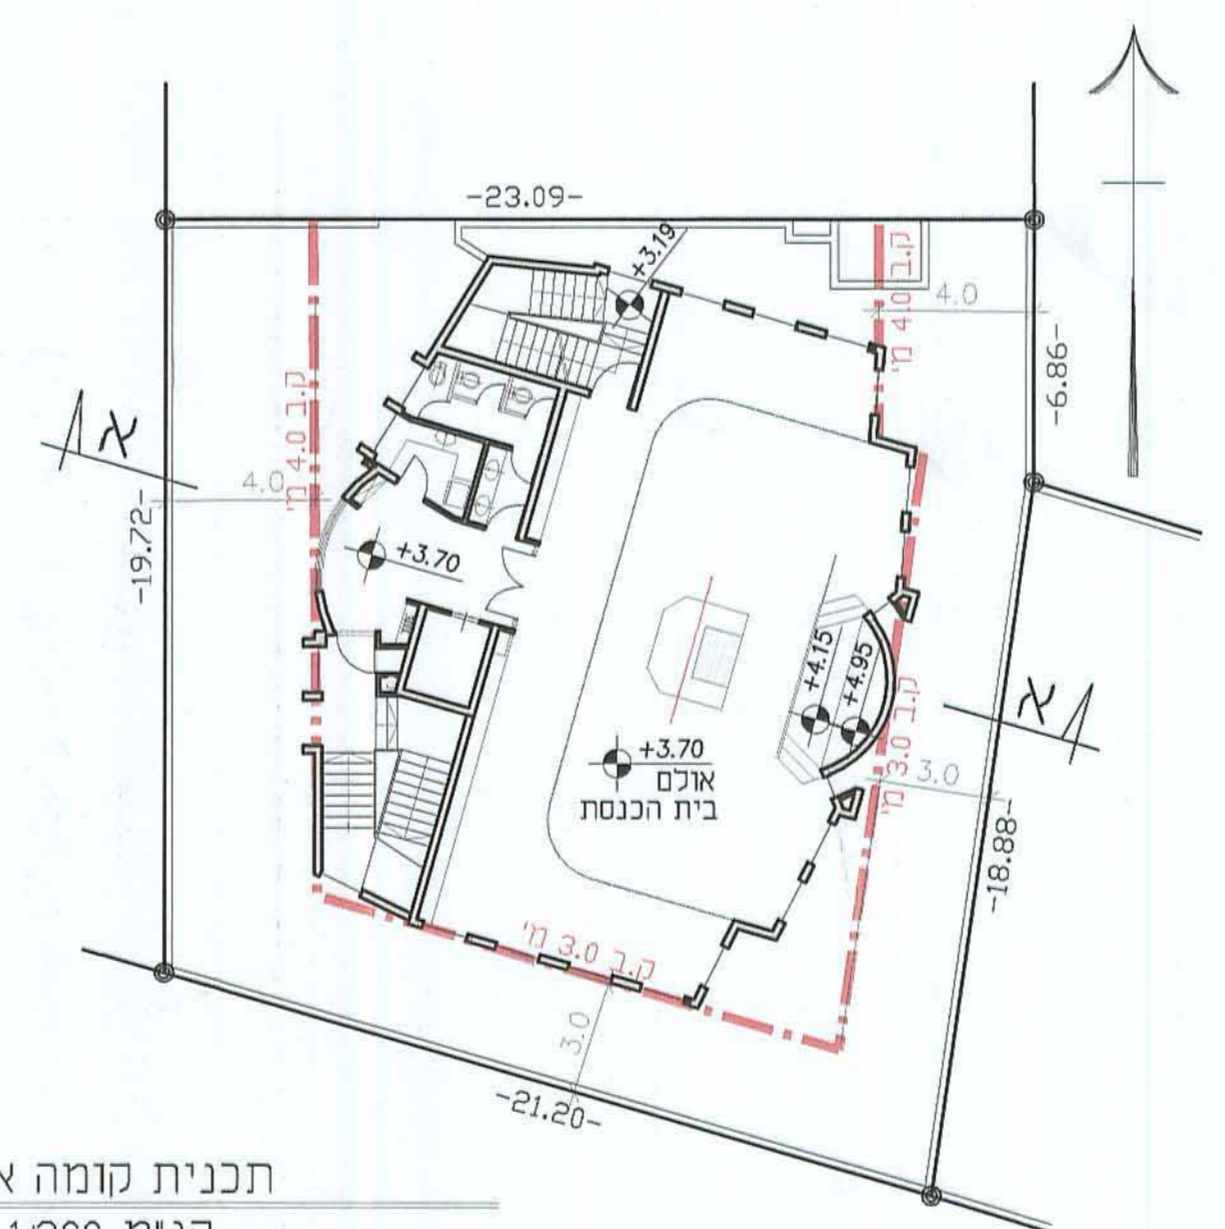 -23.09-
+3.19
ק.ב 4.0 מ'
4.0
-6.86-
ק.ב 4.0 מ'
א
4.0
-19.72-
+3.70
+4.15
+4.95
א
ק.ב 3.0 מ'
3.0
+3.70
אולם
בית הכנסת
-18.88-
ק.ב 3.0 מ'
3.0
-21.20-
תכנית קומה א